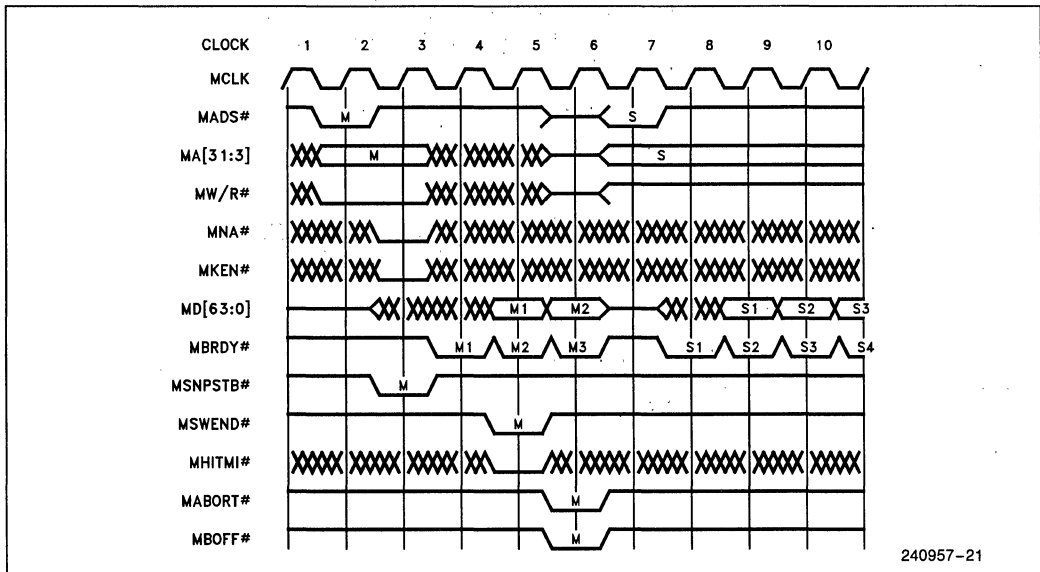 CLOCK 1 2 3 4 5 6 7 8 9 10
MCLK
MADS# M S
MA[31:3] M S
MW/R#
MNA#
MKEN#
MD[63:0] M1 M2 S1 S2 S3
MBRDY# M1 M2 M3 S1 S2 S3 S4
MSNPSTB# M
MSWEND# M
MHITMI#
MABORT# M
MBOFF# M
240957-21